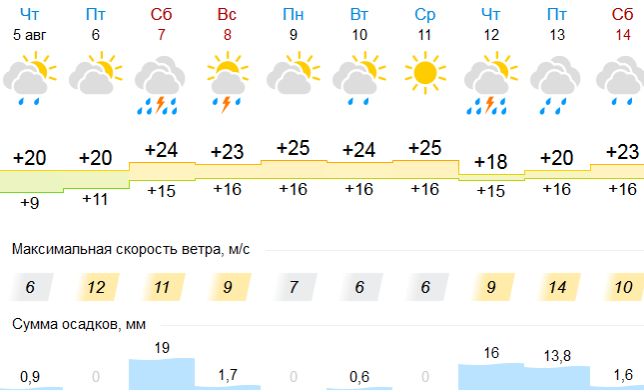 Чт Пт Сб Вс Пн Вт Ср Чт Пт Сб
5 авг 6 7 8 9 10 11 12 13 14
+20 +20 +24 +23 +25 +24 +25 +18 +20 +23
+9 +11 +15 +16 +16 +16 +16 +15 +16 +16
Максимальная скорость ветра, м/с
6 12 11 9 7 6 6 9 14 10
Сумма осадков, мм
0,9 0 19 1,7 0 0,6 0 16 13,8 1,6